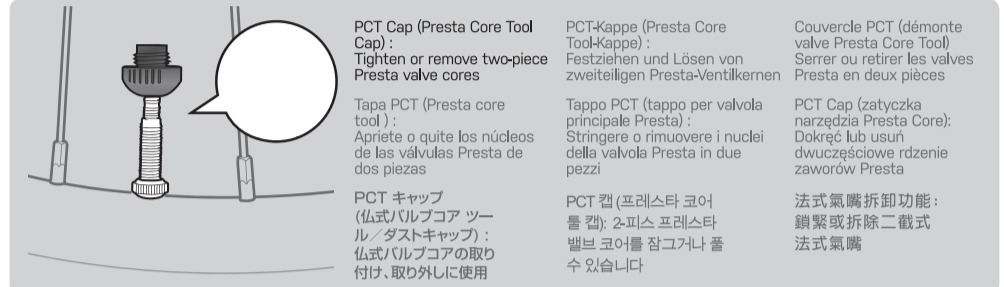 PCT Cap (Presta Core Tool
Cap) :
Tighten or remove two-piece
Presta valve cores
PCT-Kappe (Presta Core
Tool-Kappe) :
Festziehen und Lösen von
zweiteiligen Presta-Ventilkernen
Couvercle PCT (démonte
valve Presta Core Tool)
Serrer ou retirer les valves
Presta en deux pièces
Tapa PCT (Presta core
tool ) :
Apriete o quite los núcleos
de las válvulas Presta de
dos piezas
Tappo PCT (tappo per valvola
principale Presta) :
Stringere o rimuovere i nuclei
della valvola Presta in due
pezzi
PCT Cap (zatyczka
narzędzia Presta Core):
Dokręć lub usuń
dwuczęściowe rdzenie
zaworów Presta
PCT キャップ
(仏式バルブコア ツー
ル／ダストキャップ) :
仏式バルブコアの取り
付け、取り外しに使用
PCT 캡 (프레스타 코어
툴 캡): 2-피스 프레스타
밸브 코어를 잠그거나 풀
수 있습니다
法式氣嘴拆卸功能 :
鎖緊或拆除二截式
法式氣嘴